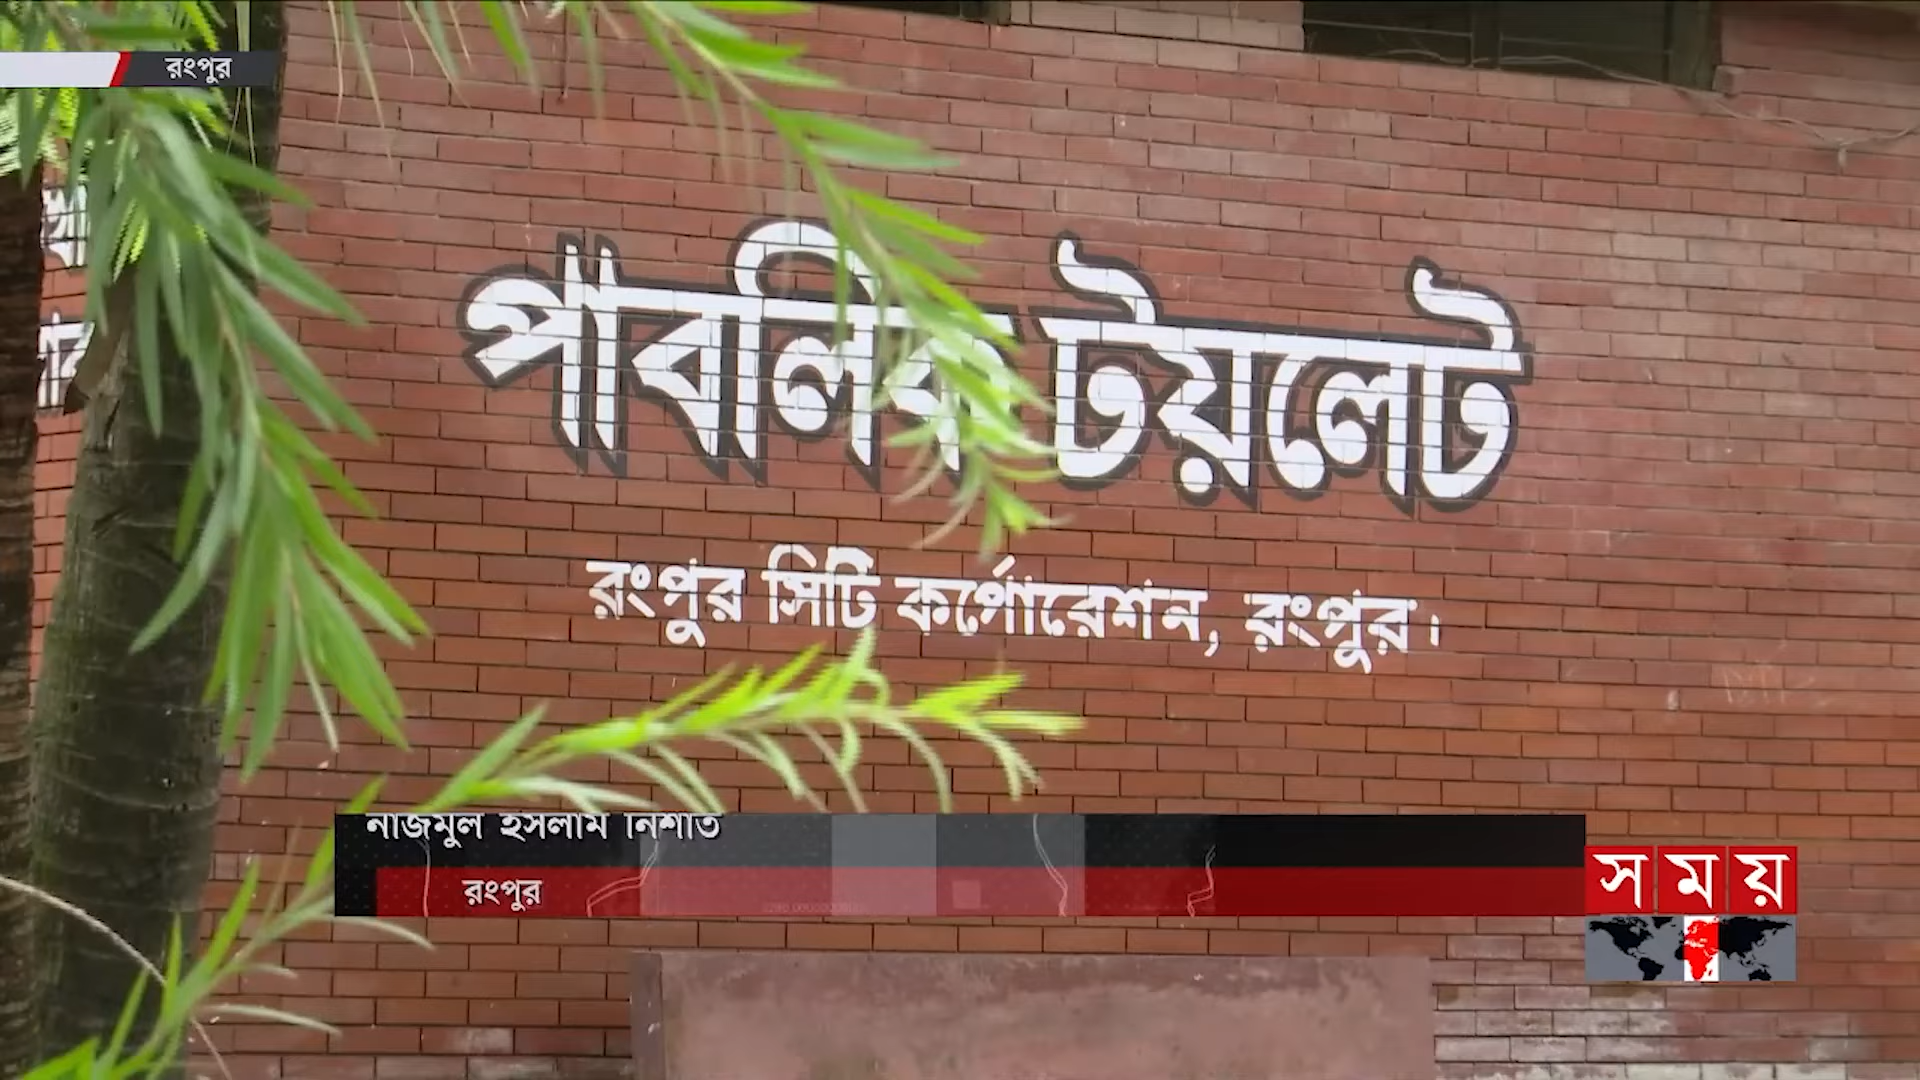 রংপুর
পাবলিক টয়লেট
রংপুর সিটি কর্পোরেশন, রংপুর।
নাজমুল ইসলাম নিশাত
রংপুর
সময়